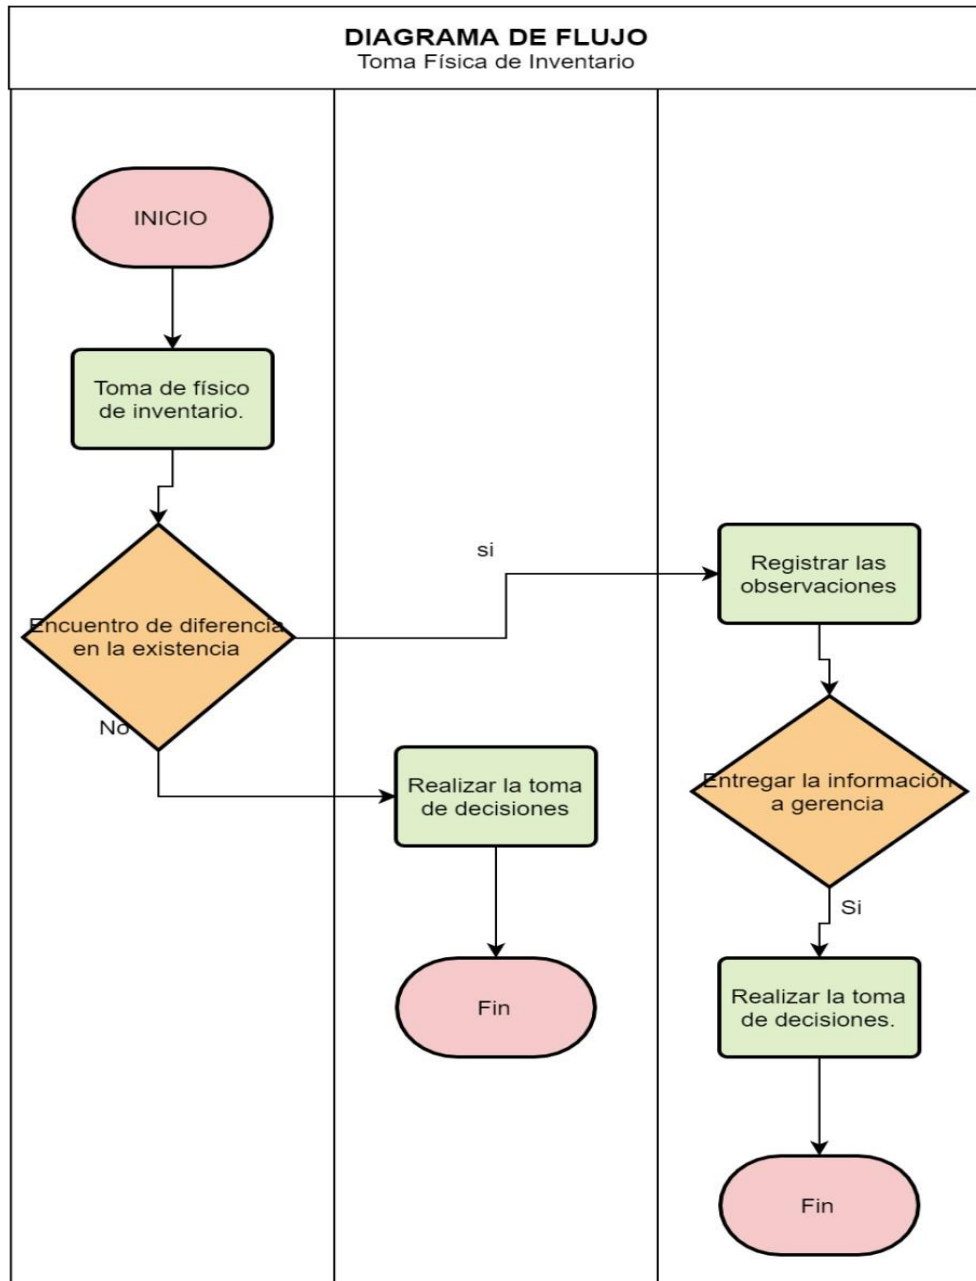 DIAGRAMA DE FLUJO
Toma Física de Inventario
INICIO
Toma de físico
de inventario.
Encuentro de diferencia
en la existencia
si
Registrar las
observaciones
No
Realizar la toma
de decisiones
Entregar la información
a gerencia
Si
Fin
Realizar la toma
de decisiones.
Fin